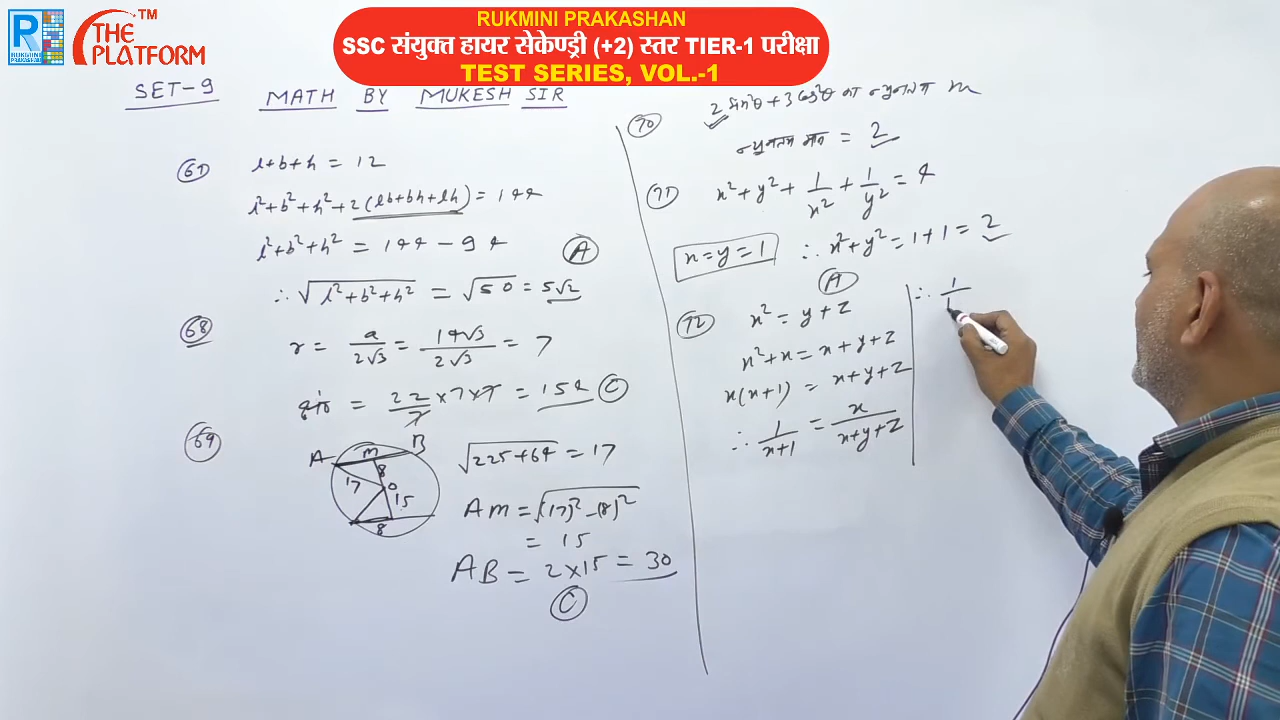 RUKMINI PRAKASHAN
R
RUKMINI PRAKASHAN
THE PLATFORM™
SSC संयुक्त हायर सेकेण्ड्री (+2) स्तर TIER-1 परीक्षा
TEST SERIES, VOL.-1
SET-9
MATH BY MUKESH SIR
l+b+h = 12
l²+b²+h²+2(lb+bh+lh) = 144
l²+b²+h² = 144 - 94
(A)
∴ √(l²+b²+h²) = √50 = 5√2
(68)
r = a/2√3 = 14√3/2√3 = 7
= 22/7 × 7 × 7 = 154 (C)
(69)
A M B
8
17 O
15
8
√(225+64) = 17
AM = √((17)² - (8)²)
= 15
AB = 2×15 = 30
(C)
(70) 2 sin²θ + 3 cos²θ का न्यूनतम
न्यूनतम मान = 2
(71) x²+y²+1/x²+1/y² = 4
x=y=1 ∴ x²+y² = 1+1 = 2
(A)
(72) x² = y+z
x²+x = x+y+z
x(x+1) = x+y+z
∴ 1/(x+1) = x/(x+y+z)
∴ 1